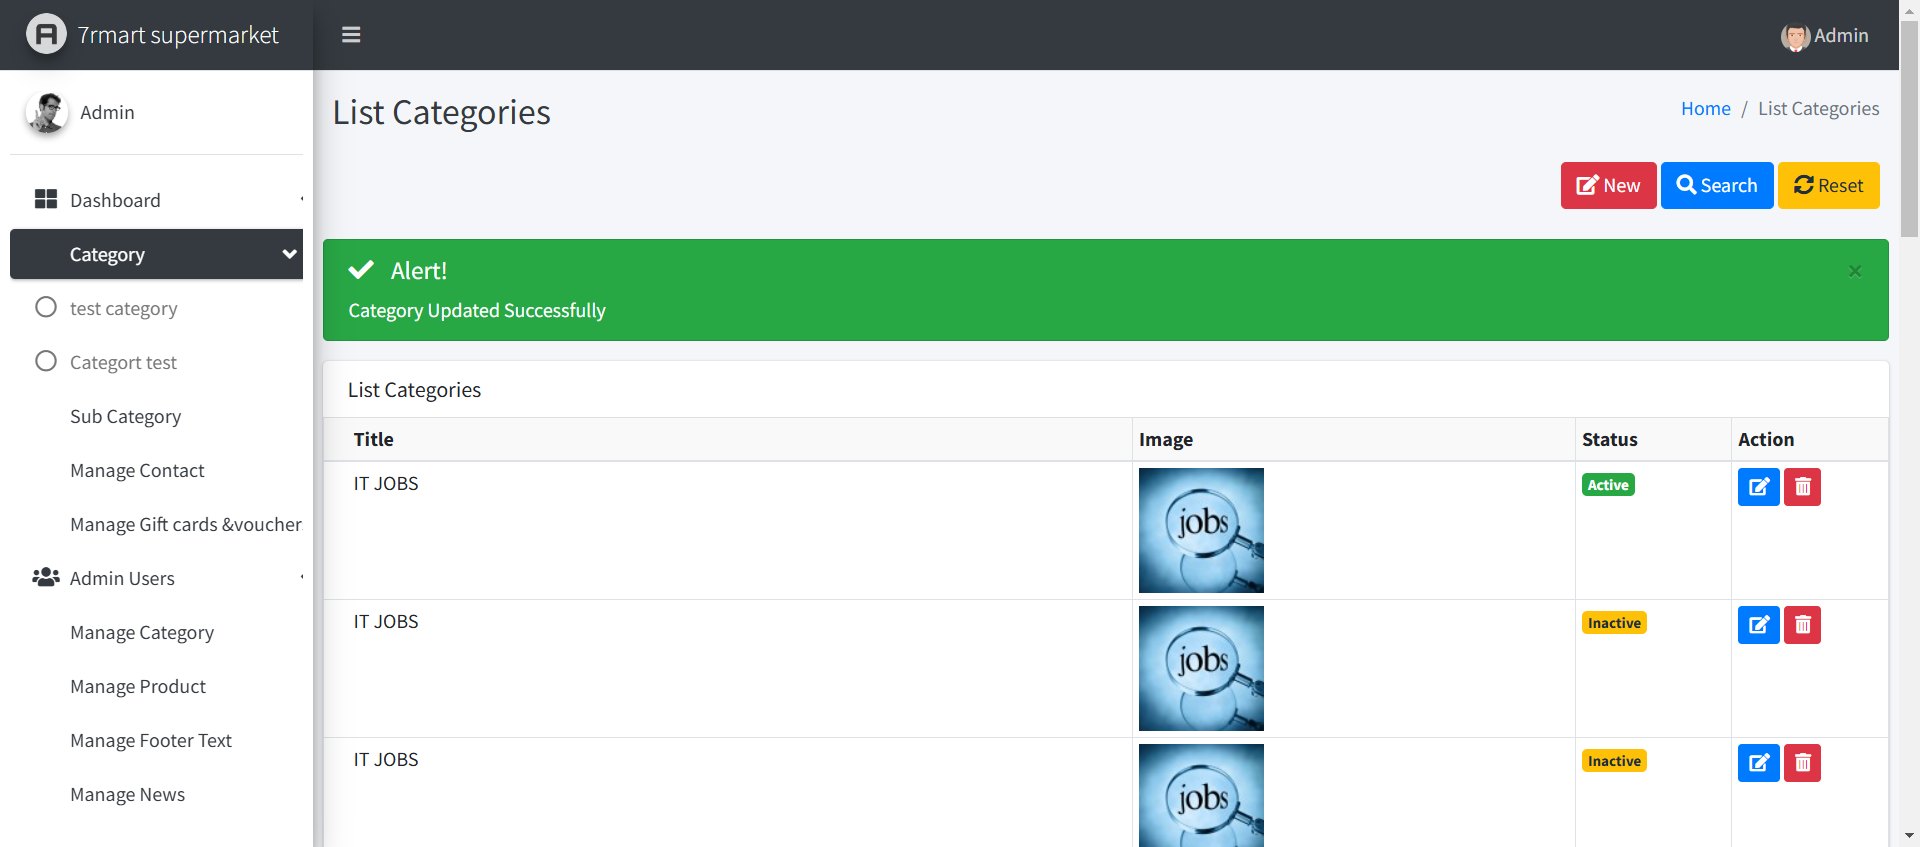 7rmart supermarket
Admin
Admin
List Categories
Home / List Categories
New
Search
Reset
Dashboard
Category
test category
Categort test
Sub Category
Manage Contact
Manage Gift cards &voucher
Admin Users
Manage Category
Manage Product
Manage Footer Text
Manage News
Alert!
×
Category Updated Successfully
List Categories
Title Image Status Action
IT JOBS jobs Active
IT JOBS jobs Inactive
IT JOBS jobs Inactive